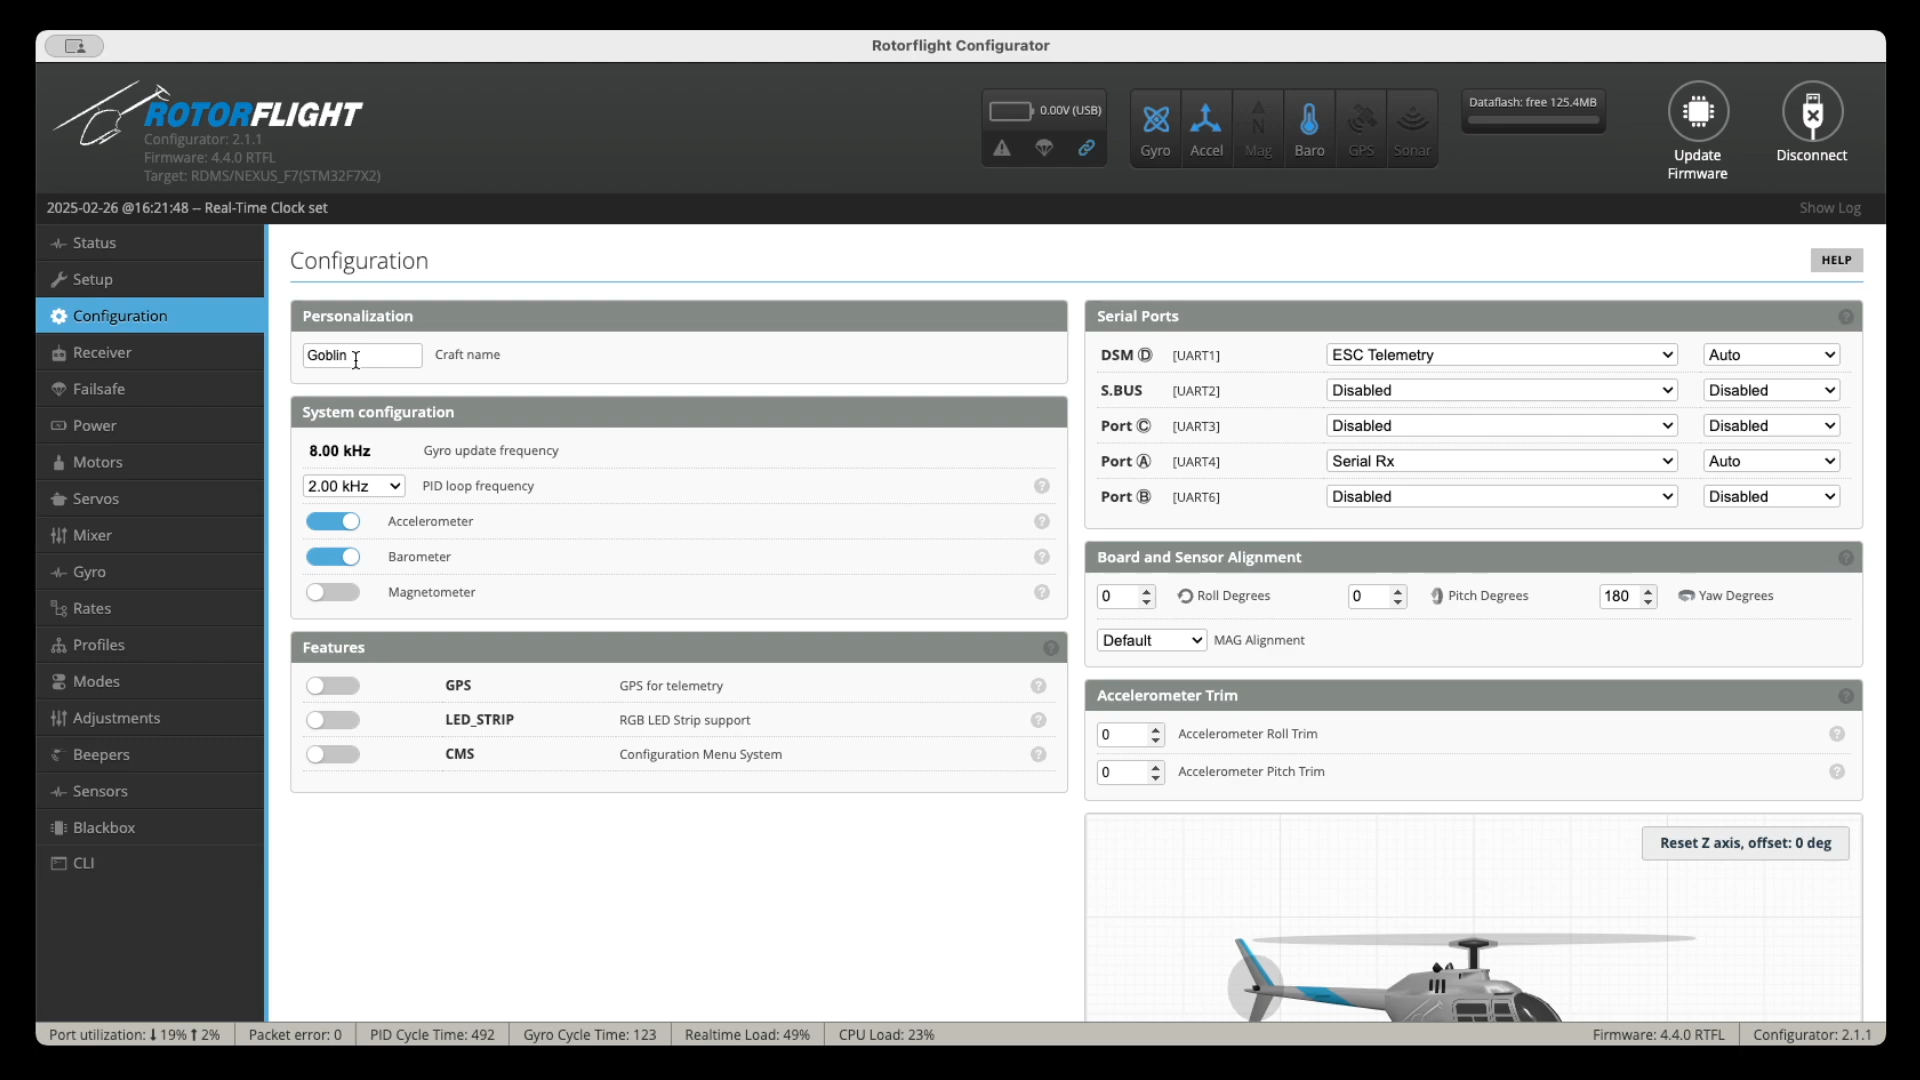 Rotorflight Configurator
ROTORFLIGHT
Configurator: 2.1.1
Firmware: 4.4.0 RTFL
Target: RDMS/NEXUS_F7(STM32F7X2)
0.00V (USB)
Gyro
Accel
N
Mag
Baro
GPS
Sonar
Dataflash: free 125.4MB
Update
Firmware
Disconnect
2025-02-26 @16:21:48 -- Real-Time Clock set
Show Log
Status
Setup
Configuration
Receiver
Failsafe
Power
Motors
Servos
Mixer
Gyro
Rates
Profiles
Modes
Adjustments
Beepers
Sensors
Blackbox
CLI
Configuration
HELP
Personalization
Goblin Craft name
System configuration
8.00 kHz Gyro update frequency
2.00 kHz PID loop frequency ?
Accelerometer ?
Barometer ?
Magnetometer ?
Features ?
GPS GPS for telemetry ?
LED_STRIP RGB LED Strip support ?
CMS Configuration Menu System ?
Serial Ports ?
DSM D [UART1] ESC Telemetry Auto
S.BUS [UART2] Disabled Disabled
Port C [UART3] Disabled Disabled
Port A [UART4] Serial Rx Auto
Port B [UART6] Disabled Disabled
Board and Sensor Alignment ?
0 Roll Degrees 0 Pitch Degrees 180 Yaw Degrees
Default MAG Alignment
Accelerometer Trim ?
0 Accelerometer Roll Trim ?
0 Accelerometer Pitch Trim ?
Reset Z axis, offset: 0 deg
Port utilization: ⬇19% ⬆2% Packet error: 0 PID Cycle Time: 492 Gyro Cycle Time: 123 Realtime Load: 49% CPU Load: 23% Firmware: 4.4.0 RTFL Configurator: 2.1.1